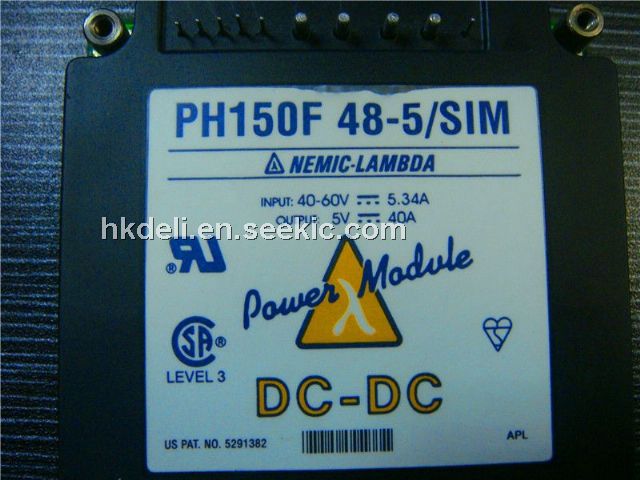 PH150F 48-5/SIM
NEMIC-LAMBDA
INPUT: 40-60V 5.34A
OUTPUT: 5V 40A
hkdeli.en.seekic.com
Power λ Module
LEVEL 3
DC-DC
US PAT. NO. 5291382
APL